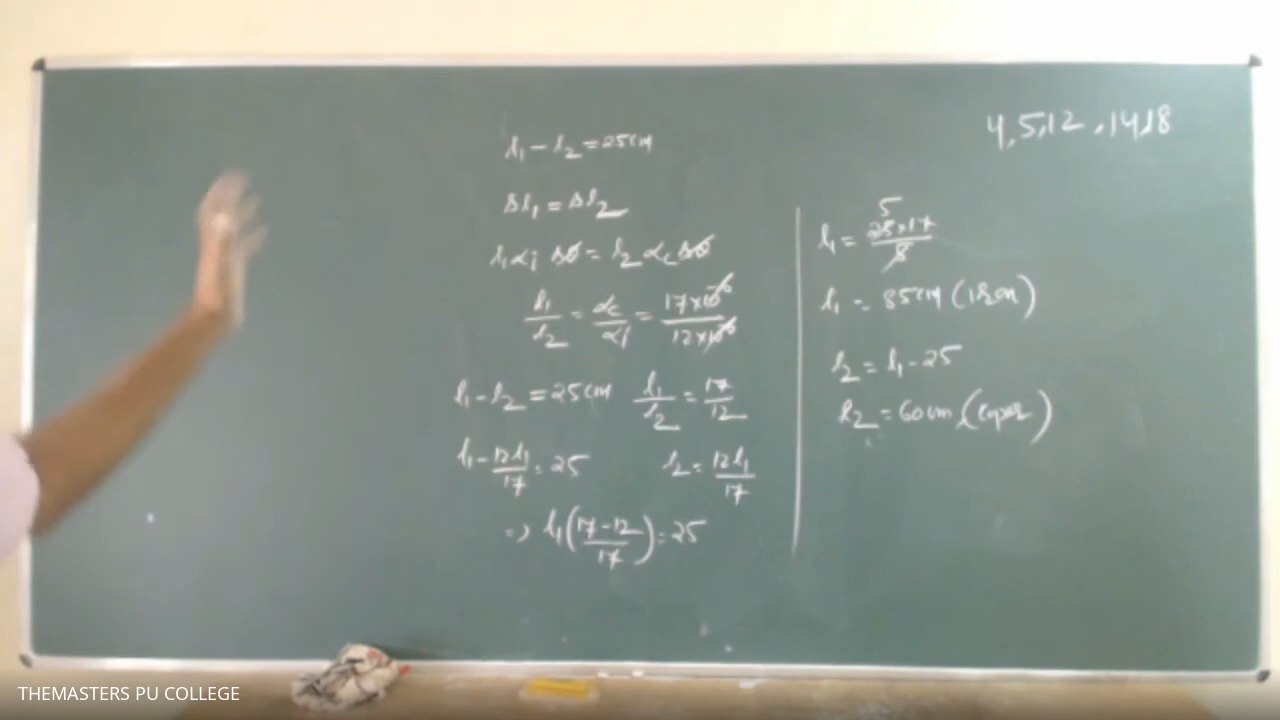 l₁ - l₂ = 25cm
Δl₁ = Δl₂
l₁ αi Δθ = l₂ αc Δθ
l₁/l₂ = αc/αi = 17×10⁻⁶/12×10⁻⁶
l₁ - l₂ = 25cm l₁/l₂ = 17/12
l₁ - 12l₁/17 = 25 l₂ = 12l₁/17
=> l₁(17-12/17) = 25
4,5,12,14,18
l₁ = 25×17/5 5
l₁ = 85cm (Iron)
l₂ = l₁ - 25
l₂ = 60cm
THEMASTERS PU COLLEGE